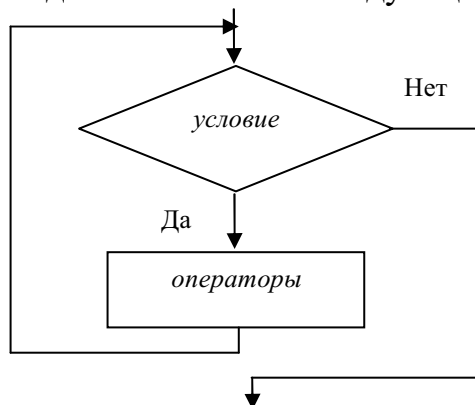 условие
Нет
Да
операторы